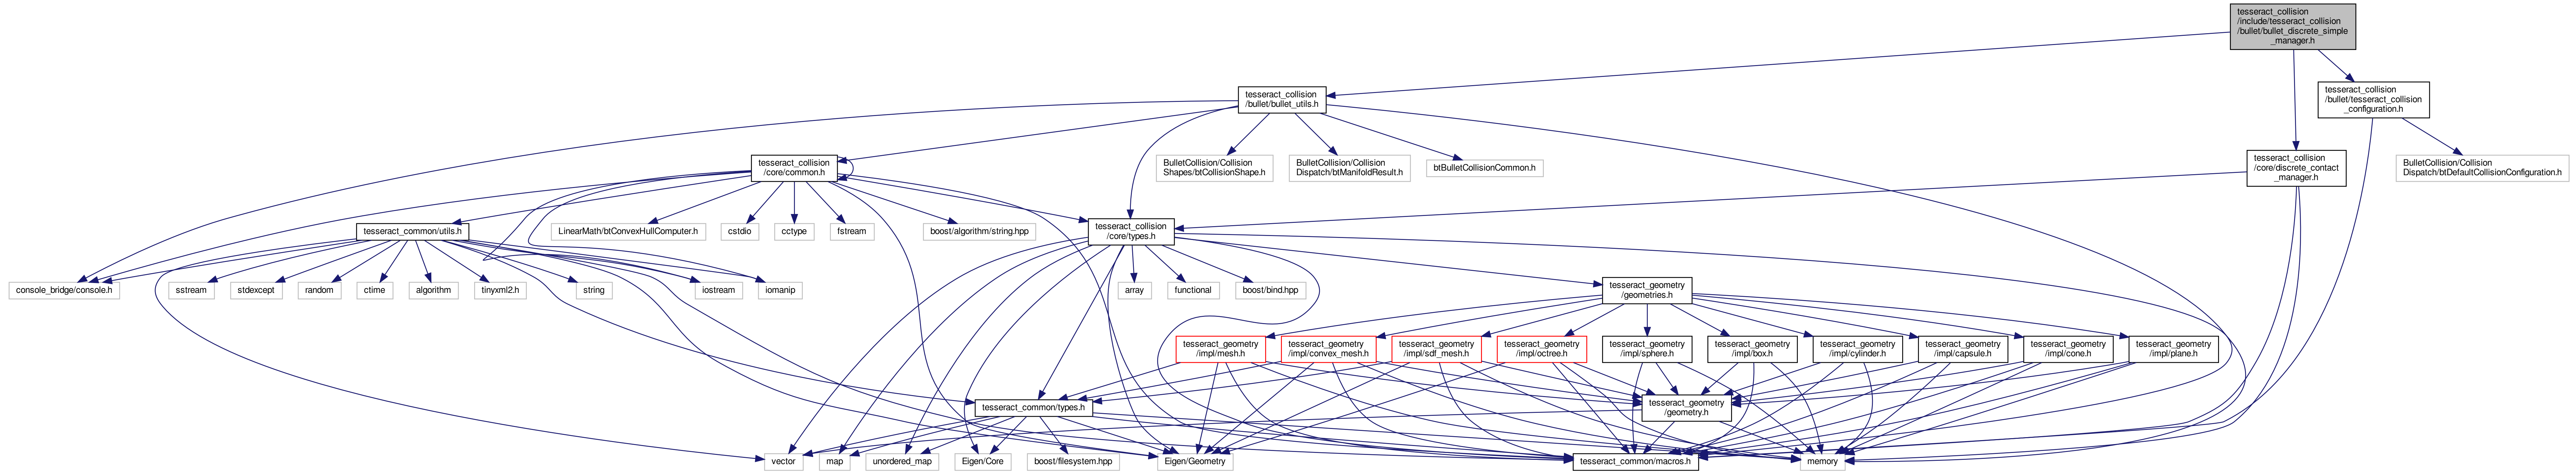 tesseract_collision
/include/tesseract_collision
/bullet/bullet_discrete_simple
_manager.h
tesseract_collision
/bullet/bullet_utils.h
tesseract_collision
/bullet/tesseract_collision
_configuration.h
tesseract_collision
/core/common.h
BulletCollision/Collision
Shapes/btCollisionShape.h
BulletCollision/Collision
Dispatch/btManifoldResult.h
btBulletCollisionCommon.h
tesseract_collision
/core/discrete_contact
_manager.h
BulletCollision/Collision
Dispatch/btDefaultCollisionConfiguration.h
tesseract_common/utils.h
LinearMath/btConvexHullComputer.h
cstdio
cctype
fstream
boost/algorithm/string.hpp
tesseract_collision
/core/types.h
console_bridge/console.h
sstream
stdexcept
random
ctime
algorithm
tinyxml2.h
string
iostream
iomanip
array
functional
boost/bind.hpp
tesseract_geometry
/geometries.h
tesseract_geometry
/impl/mesh.h
tesseract_geometry
/impl/convex_mesh.h
tesseract_geometry
/impl/sdf_mesh.h
tesseract_geometry
/impl/octree.h
tesseract_geometry
/impl/sphere.h
tesseract_geometry
/impl/box.h
tesseract_geometry
/impl/cylinder.h
tesseract_geometry
/impl/capsule.h
tesseract_geometry
/impl/cone.h
tesseract_geometry
/impl/plane.h
tesseract_common/types.h
tesseract_geometry
/geometry.h
vector
map
unordered_map
Eigen/Core
boost/filesystem.hpp
Eigen/Geometry
tesseract_common/macros.h
memory